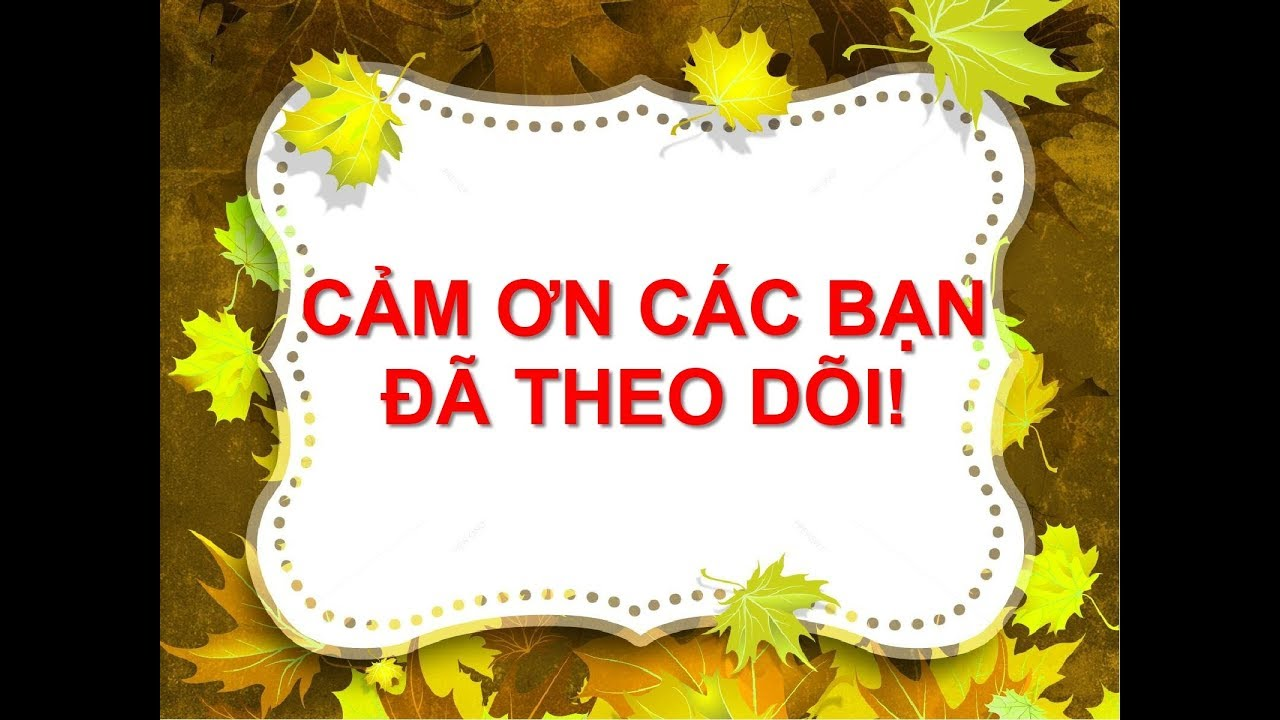 CẢM ƠN CÁC BẠN
ĐÃ THEO DÕI!